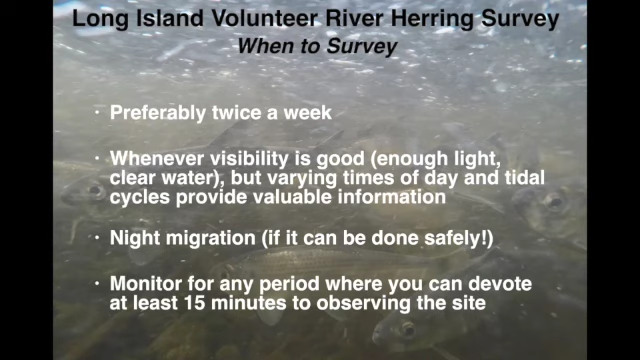 Long Island Volunteer River Herring Survey
When to Survey
· Preferably twice a week
· Whenever visibility is good (enough light,
clear water), but varying times of day and tidal
cycles provide valuable information
· Night migration (if it can be done safely!)
· Monitor for any period where you can devote
at least 15 minutes to observing the site